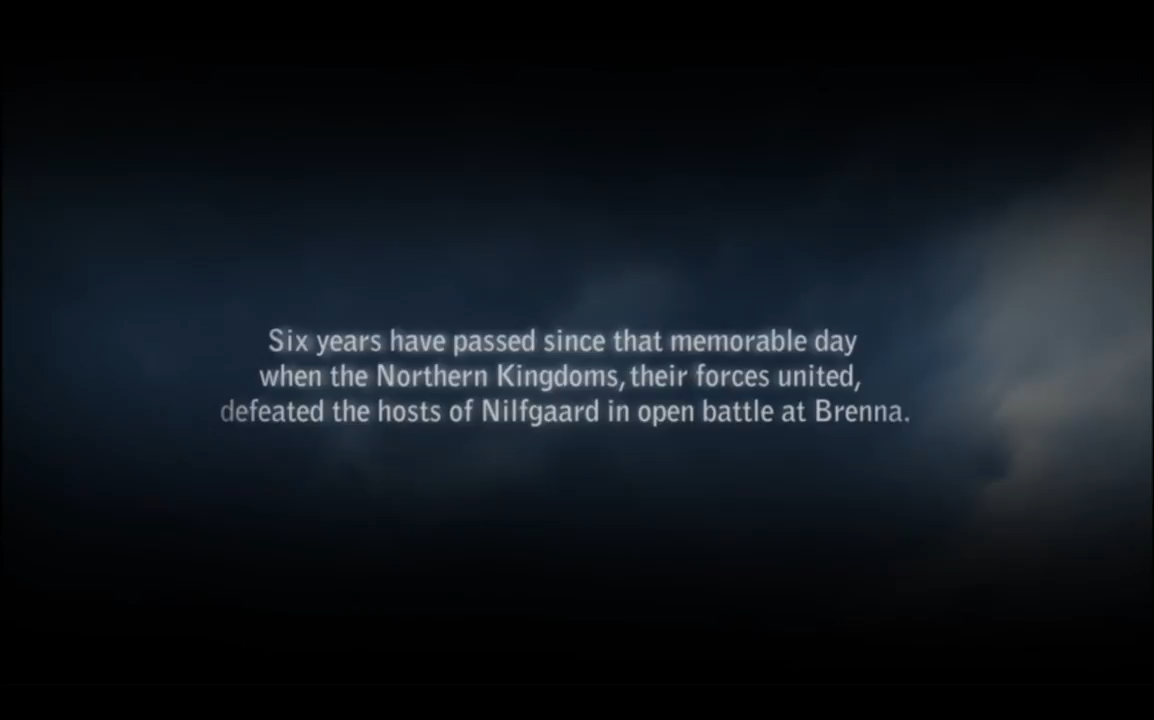 Six years have passed since that memorable day
when the Northern Kingdoms, their forces united,
defeated the hosts of Nilfgaard in open battle at Brenna.